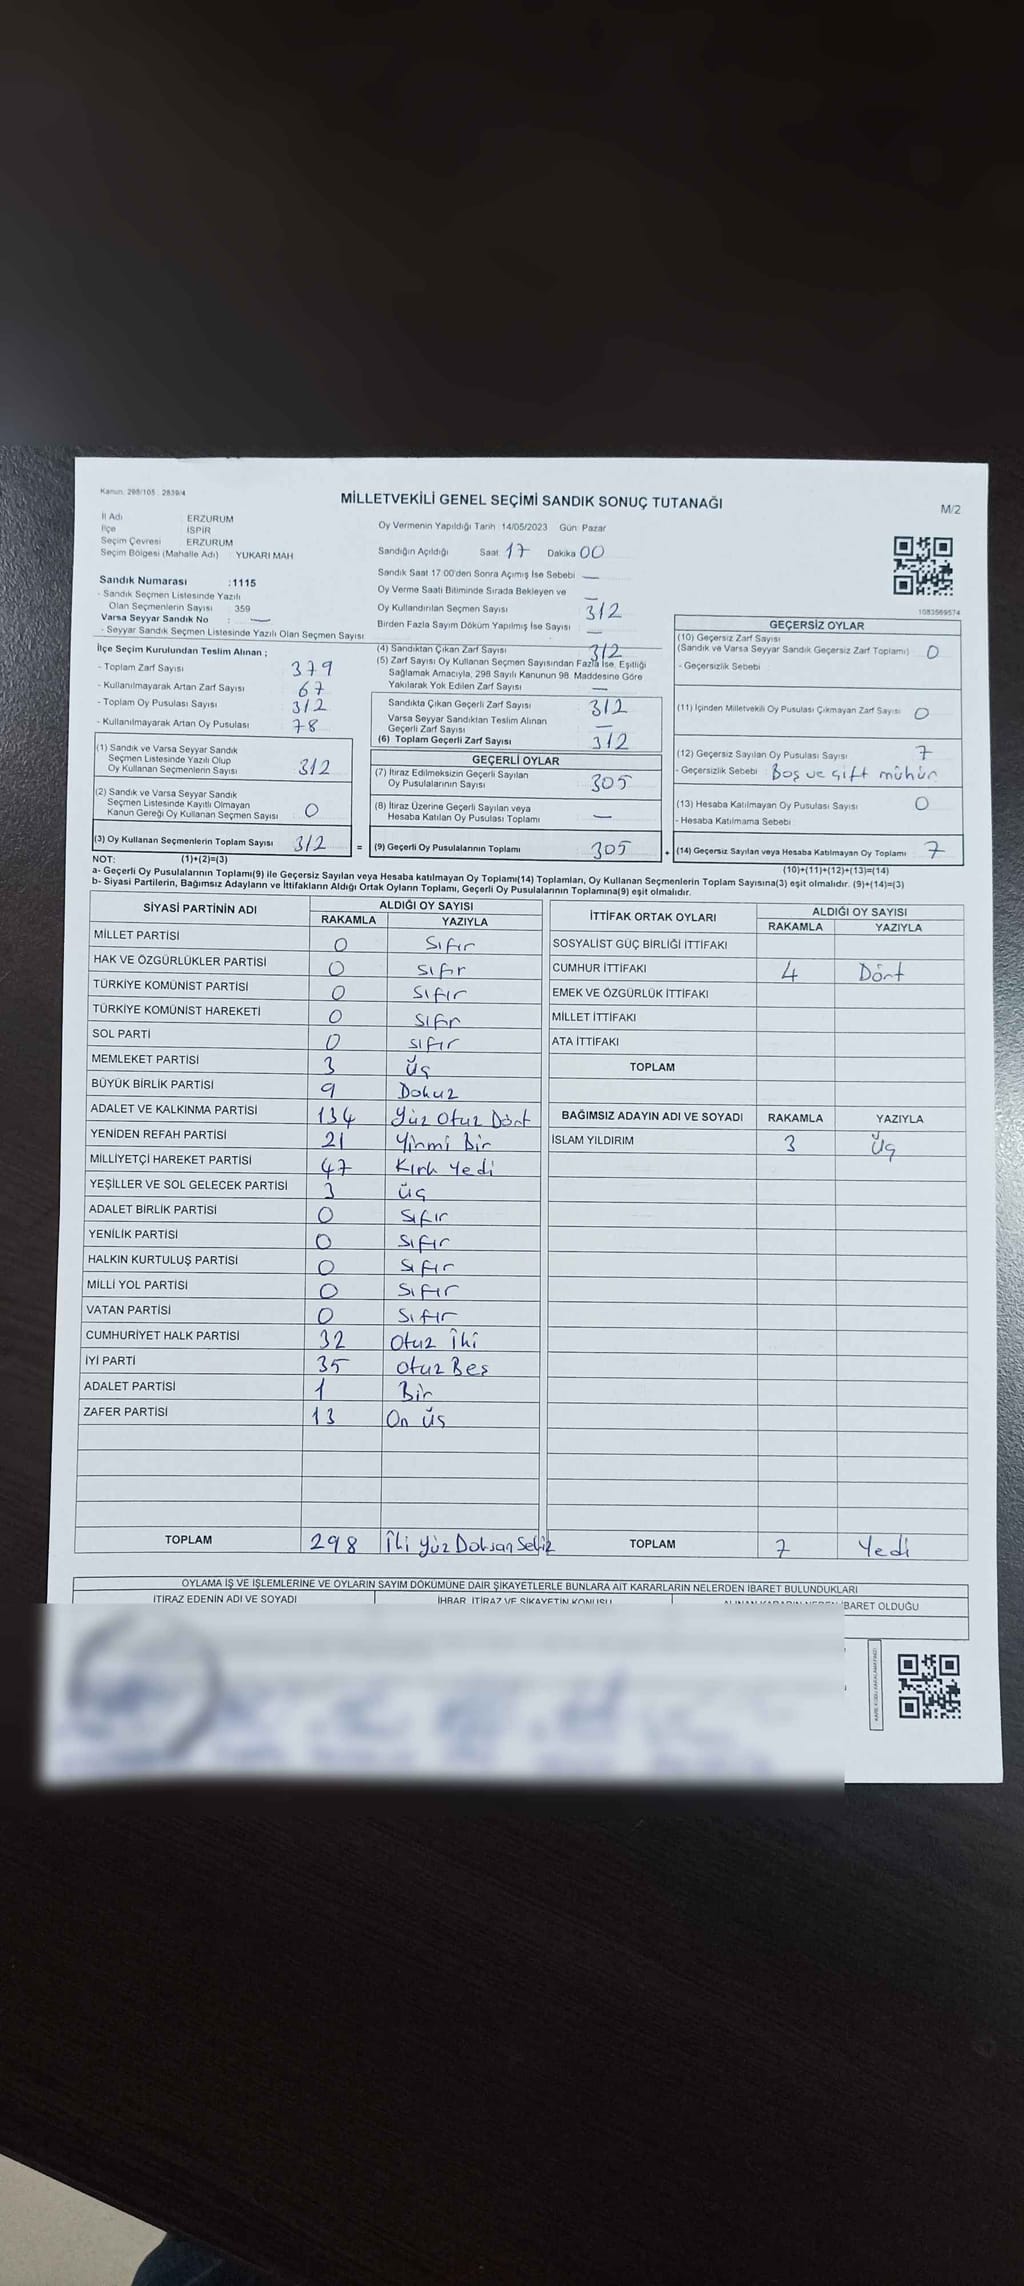 Kanun: 298/105 : 2839/4
MİLLETVEKİLİ GENEL SEÇİMİ SANDIK SONUÇ TUTANAĞI
M/2
İl Adı ERZURUM
İlçe İSPİR
Seçim Çevresi ERZURUM
Seçim Bölgesi (Mahalle Adı) : YUKARI MAH
Sandık Numarası :1115
- Sandık Seçmen Listesinde Yazılı
Olan Seçmenlerin Sayısı : 359
Varsa Seyyar Sandık No : —
- Seyyar Sandık Seçmen Listesinde Yazılı Olan Seçmen Sayısı
Oy Vermenin Yapıldığı Tarih :14/05/2023 Gün: Pazar
Sandığın Açıldığı Saat 17 Dakika 00
Sandık Saat 17:00'den Sonra Açımış İse Sebebi —
Oy Verme Saati Bitiminde Sırada Bekleyen ve
Oy Kullandırılan Seçmen Sayısı 312
Birden Fazla Sayım Döküm Yapılmış İse Sayısı —
1083569574
İlçe Seçim Kurulundan Teslim Alınan ;
- Toplam Zarf Sayısı 379
- Kullanılmayarak Artan Zarf Sayısı 67
- Toplam Oy Pusulası Sayısı 312
- Kullanılmayarak Artan Oy Pusulası 78
(1) Sandık ve Varsa Seyyar Sandık
Seçmen Listesinde Yazılı Olup
Oy Kullanan Seçmenlerin Sayısı 312
(2) Sandık ve Varsa Seyyar Sandık
Seçmen Listesinde Kayıtlı Olmayan
Kanun Gereği Oy Kullanan Seçmen Sayısı 0
(3) Oy Kullanan Seçmenlerin Toplam Sayısı 312 =
(4) Sandıktan Çıkan Zarf Sayısı 312
(5) Zarf Sayısı Oy Kullanan Seçmen Sayısından Fazla İse, Eşitliği
Sağlamak Amacıyla, 298 Sayılı Kanunun 98. Maddesine Göre
Yakılarak Yok Edilen Zarf Sayısı —
Sandıkta Çıkan Geçerli Zarf Sayısı 312
Varsa Seyyar Sandıktan Teslim Alınan
Geçerli Zarf Sayısı —
(6) Toplam Geçerli Zarf Sayısı 312
GEÇERLİ OYLAR
(7) İtiraz Edilmeksizin Geçerli Sayılan
Oy Pusulalarının Sayısı 305
(8) İtiraz Üzerine Geçerli Sayılan veya
Hesaba Katılan Oy Pusulası Toplamı —
(9) Geçerli Oy Pusulalarının Toplamı 305 +
GEÇERSİZ OYLAR
(10) Geçersiz Zarf Sayısı
(Sandık ve Varsa Seyyar Sandık Geçersiz Zarf Toplamı) 0
- Geçersizlik Sebebi
(11) İçinden Milletvekili Oy Pusulası Çıkmayan Zarf Sayısı 0
(12) Geçersiz Sayılan Oy Pusulası Sayısı 7
- Geçersizlik Sebebi : Boş ve çift mühür
(13) Hesaba Katılmayan Oy Pusulası Sayısı 0
- Hesaba Katılmama Sebebi :
(14) Geçersiz Sayılan veya Hesaba Katılmayan Oy Toplamı 7
NOT: (1)+(2)=(3) (10)+(11)+(12)+(13)=(14)
a- Geçerli Oy Pusulalarının Toplamı(9) ile Geçersiz Sayılan veya Hesaba katılmayan Oy Toplamı(14) Toplamları, Oy Kullanan Seçmenlerin Toplam Sayısına(3) eşit olmalıdır. (9)+(14)=(3)
b- Siyasi Partilerin, Bağımsız Adayların ve İttifakların Aldığı Ortak Oyların Toplamı, Geçerli Oy Pusulalarının Toplamına(9) eşit olmalıdır.
SİYASİ PARTİNİN ADI ALDIĞI OY SAYISI
RAKAMLA YAZIYLA
MİLLET PARTİSİ 0 Sıfır
HAK VE ÖZGÜRLÜKLER PARTİSİ 0 sıfır
TÜRKİYE KOMÜNİST PARTİSİ 0 sıfır
TÜRKİYE KOMÜNİST HAREKETİ 0 sıfır
SOL PARTİ 0 sıfır
MEMLEKET PARTİSİ 3 Üç
BÜYÜK BİRLİK PARTİSİ 9 Dokuz
ADALET VE KALKINMA PARTİSİ 134 Yüz Otuz Dört
YENİDEN REFAH PARTİSİ 21 Yirmi Bir
MİLLİYETÇİ HAREKET PARTİSİ 47 Kırk Yedi
YEŞİLLER VE SOL GELECEK PARTİSİ 3 üç
ADALET BİRLİK PARTİSİ 0 sıfır
YENİLİK PARTİSİ 0 sıfır
HALKIN KURTULUŞ PARTİSİ 0 sıfır
MİLLİ YOL PARTİSİ 0 sıfır
VATAN PARTİSİ 0 sıfır
CUMHURİYET HALK PARTİSİ 32 Otuz İki
İYİ PARTİ 35 Otuz Beş
ADALET PARTİSİ 1 Bir
ZAFER PARTİSİ 13 On üç
TOPLAM 298 İki Yüz Doksan Sekiz
İTTİFAK ORTAK OYLARI ALDIĞI OY SAYISI
RAKAMLA YAZIYLA
SOSYALİST GÜÇ BİRLİĞİ İTTİFAKI
CUMHUR İTTİFAKI 4 Dört
EMEK VE ÖZGÜRLÜK İTTİFAKI
MİLLET İTTİFAKI
ATA İTTİFAKI
TOPLAM
BAĞIMSIZ ADAYIN ADI VE SOYADI RAKAMLA YAZIYLA
İSLAM YILDIRIM 3 Üç
TOPLAM 7 Yedi
OYLAMA İŞ VE İŞLEMLERİNE VE OYLARIN SAYIM DÖKÜMÜNE DAİR ŞİKAYETLERLE BUNLARA AİT KARARLARIN NELERDEN İBARET BULUNDUKLARI
İTİRAZ EDENİN ADI VE SOYADI İHBAR, İTİRAZ VE ŞİKAYETİN KONUSU ALINAN KARARIN NEDEN İBARET OLDUĞU